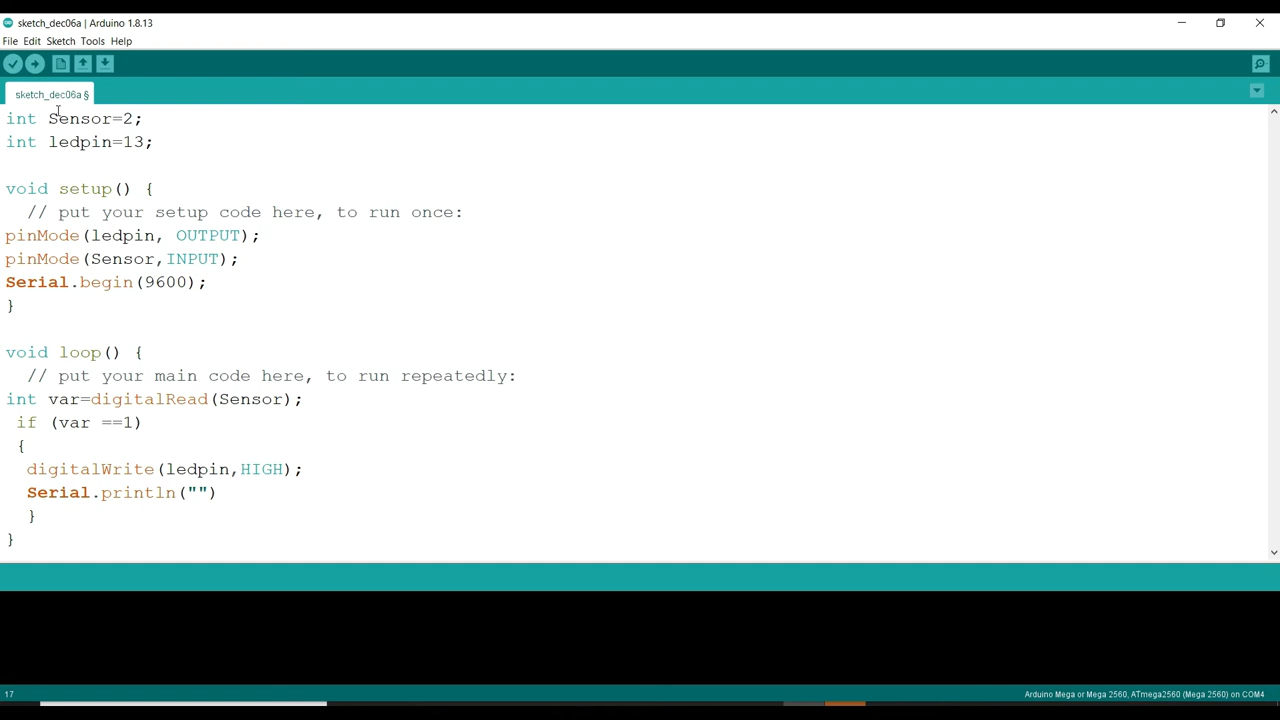 sketch_dec06a | Arduino 1.8.13
File Edit Sketch Tools Help
sketch_dec06a §
int Sensor=2;
int ledpin=13;
void setup() {
// put your setup code here, to run once:
pinMode(ledpin, OUTPUT);
pinMode(Sensor,INPUT);
Serial.begin(9600);
}
void loop() {
// put your main code here, to run repeatedly:
int var=digitalRead(Sensor);
if (var ==1)
{
digitalWrite(ledpin,HIGH);
Serial.println("")
}
}
17 Arduino Mega or Mega 2560, ATmega2560 (Mega 2560) on COM4